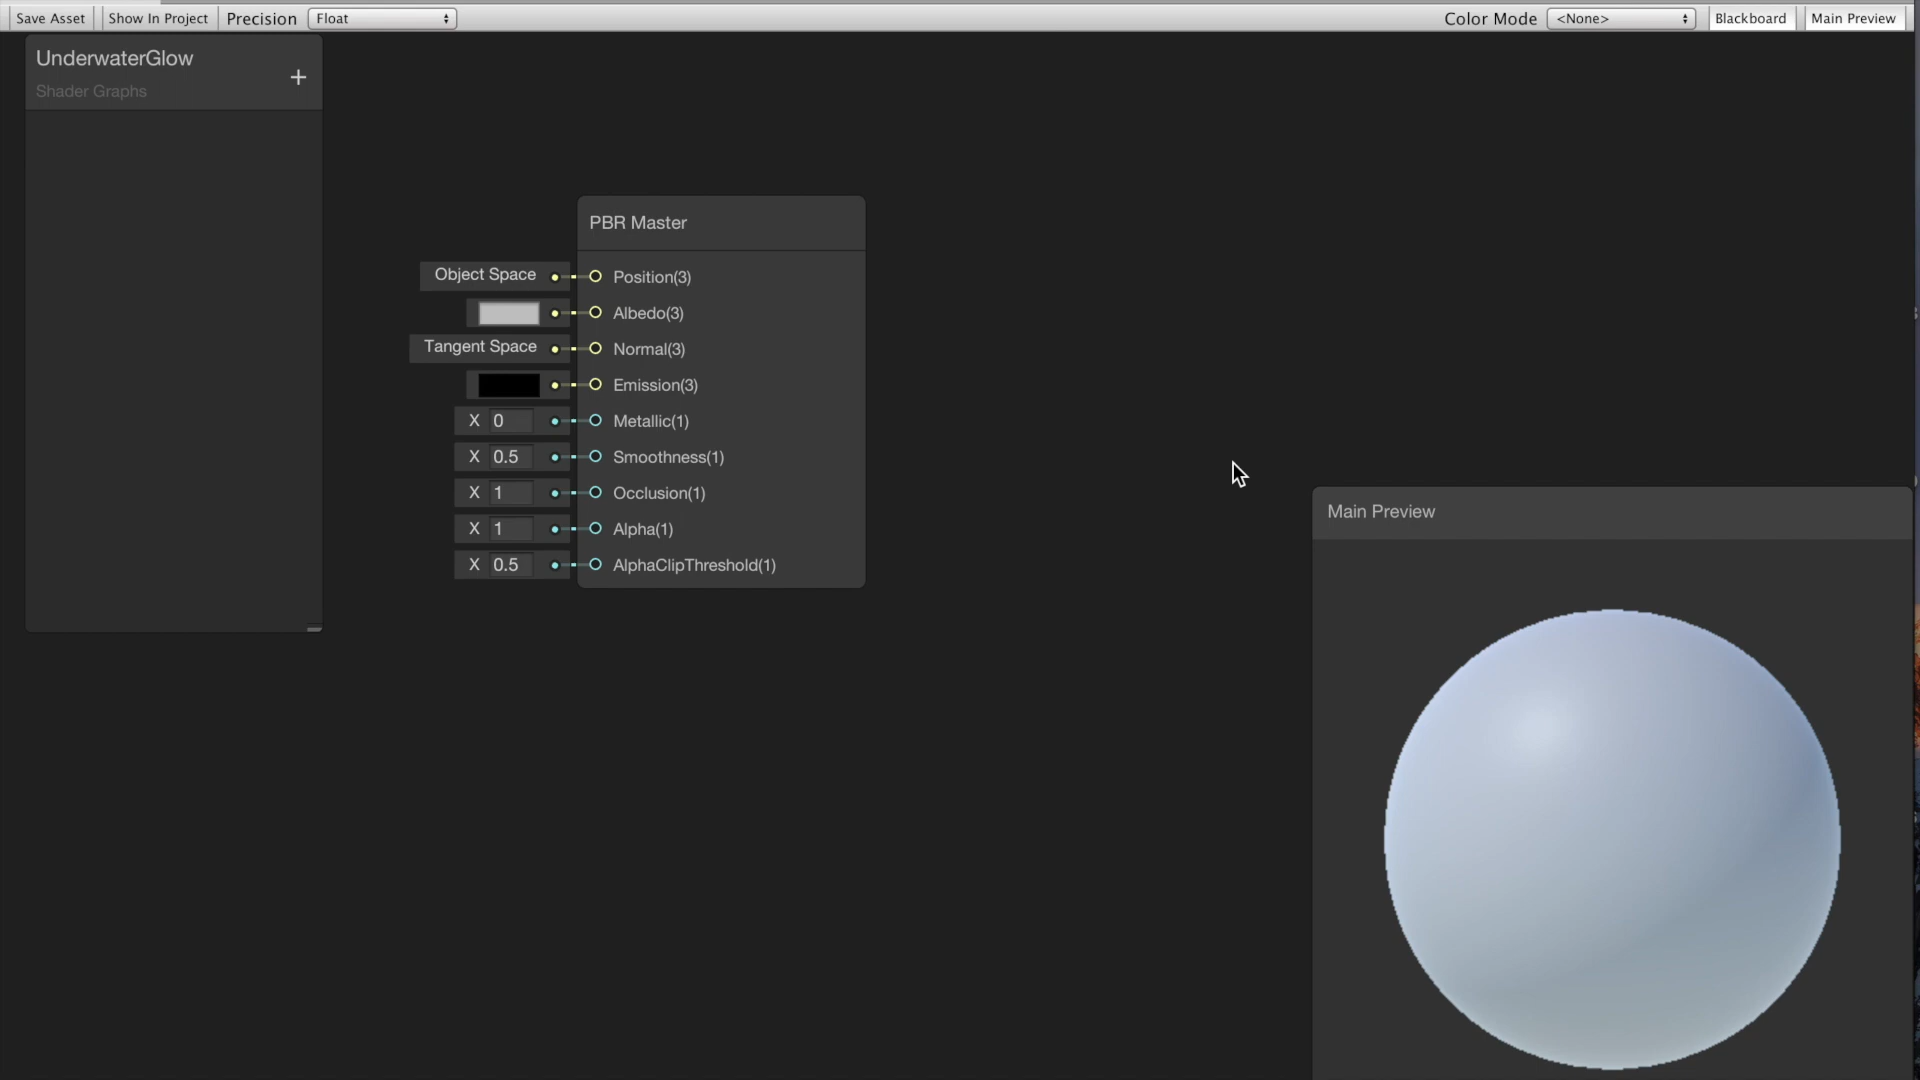 Save Asset
Show In Project
Precision
Float
Color Mode
<None>
Blackboard
Main Preview
UnderwaterGlow
+
Shader Graphs
PBR Master
Object Space
Position(3)
Albedo(3)
Tangent Space
Normal(3)
Emission(3)
X 0
Metallic(1)
X 0.5
Smoothness(1)
X 1
Occlusion(1)
X 1
Alpha(1)
X 0.5
AlphaClipThreshold(1)
Main Preview